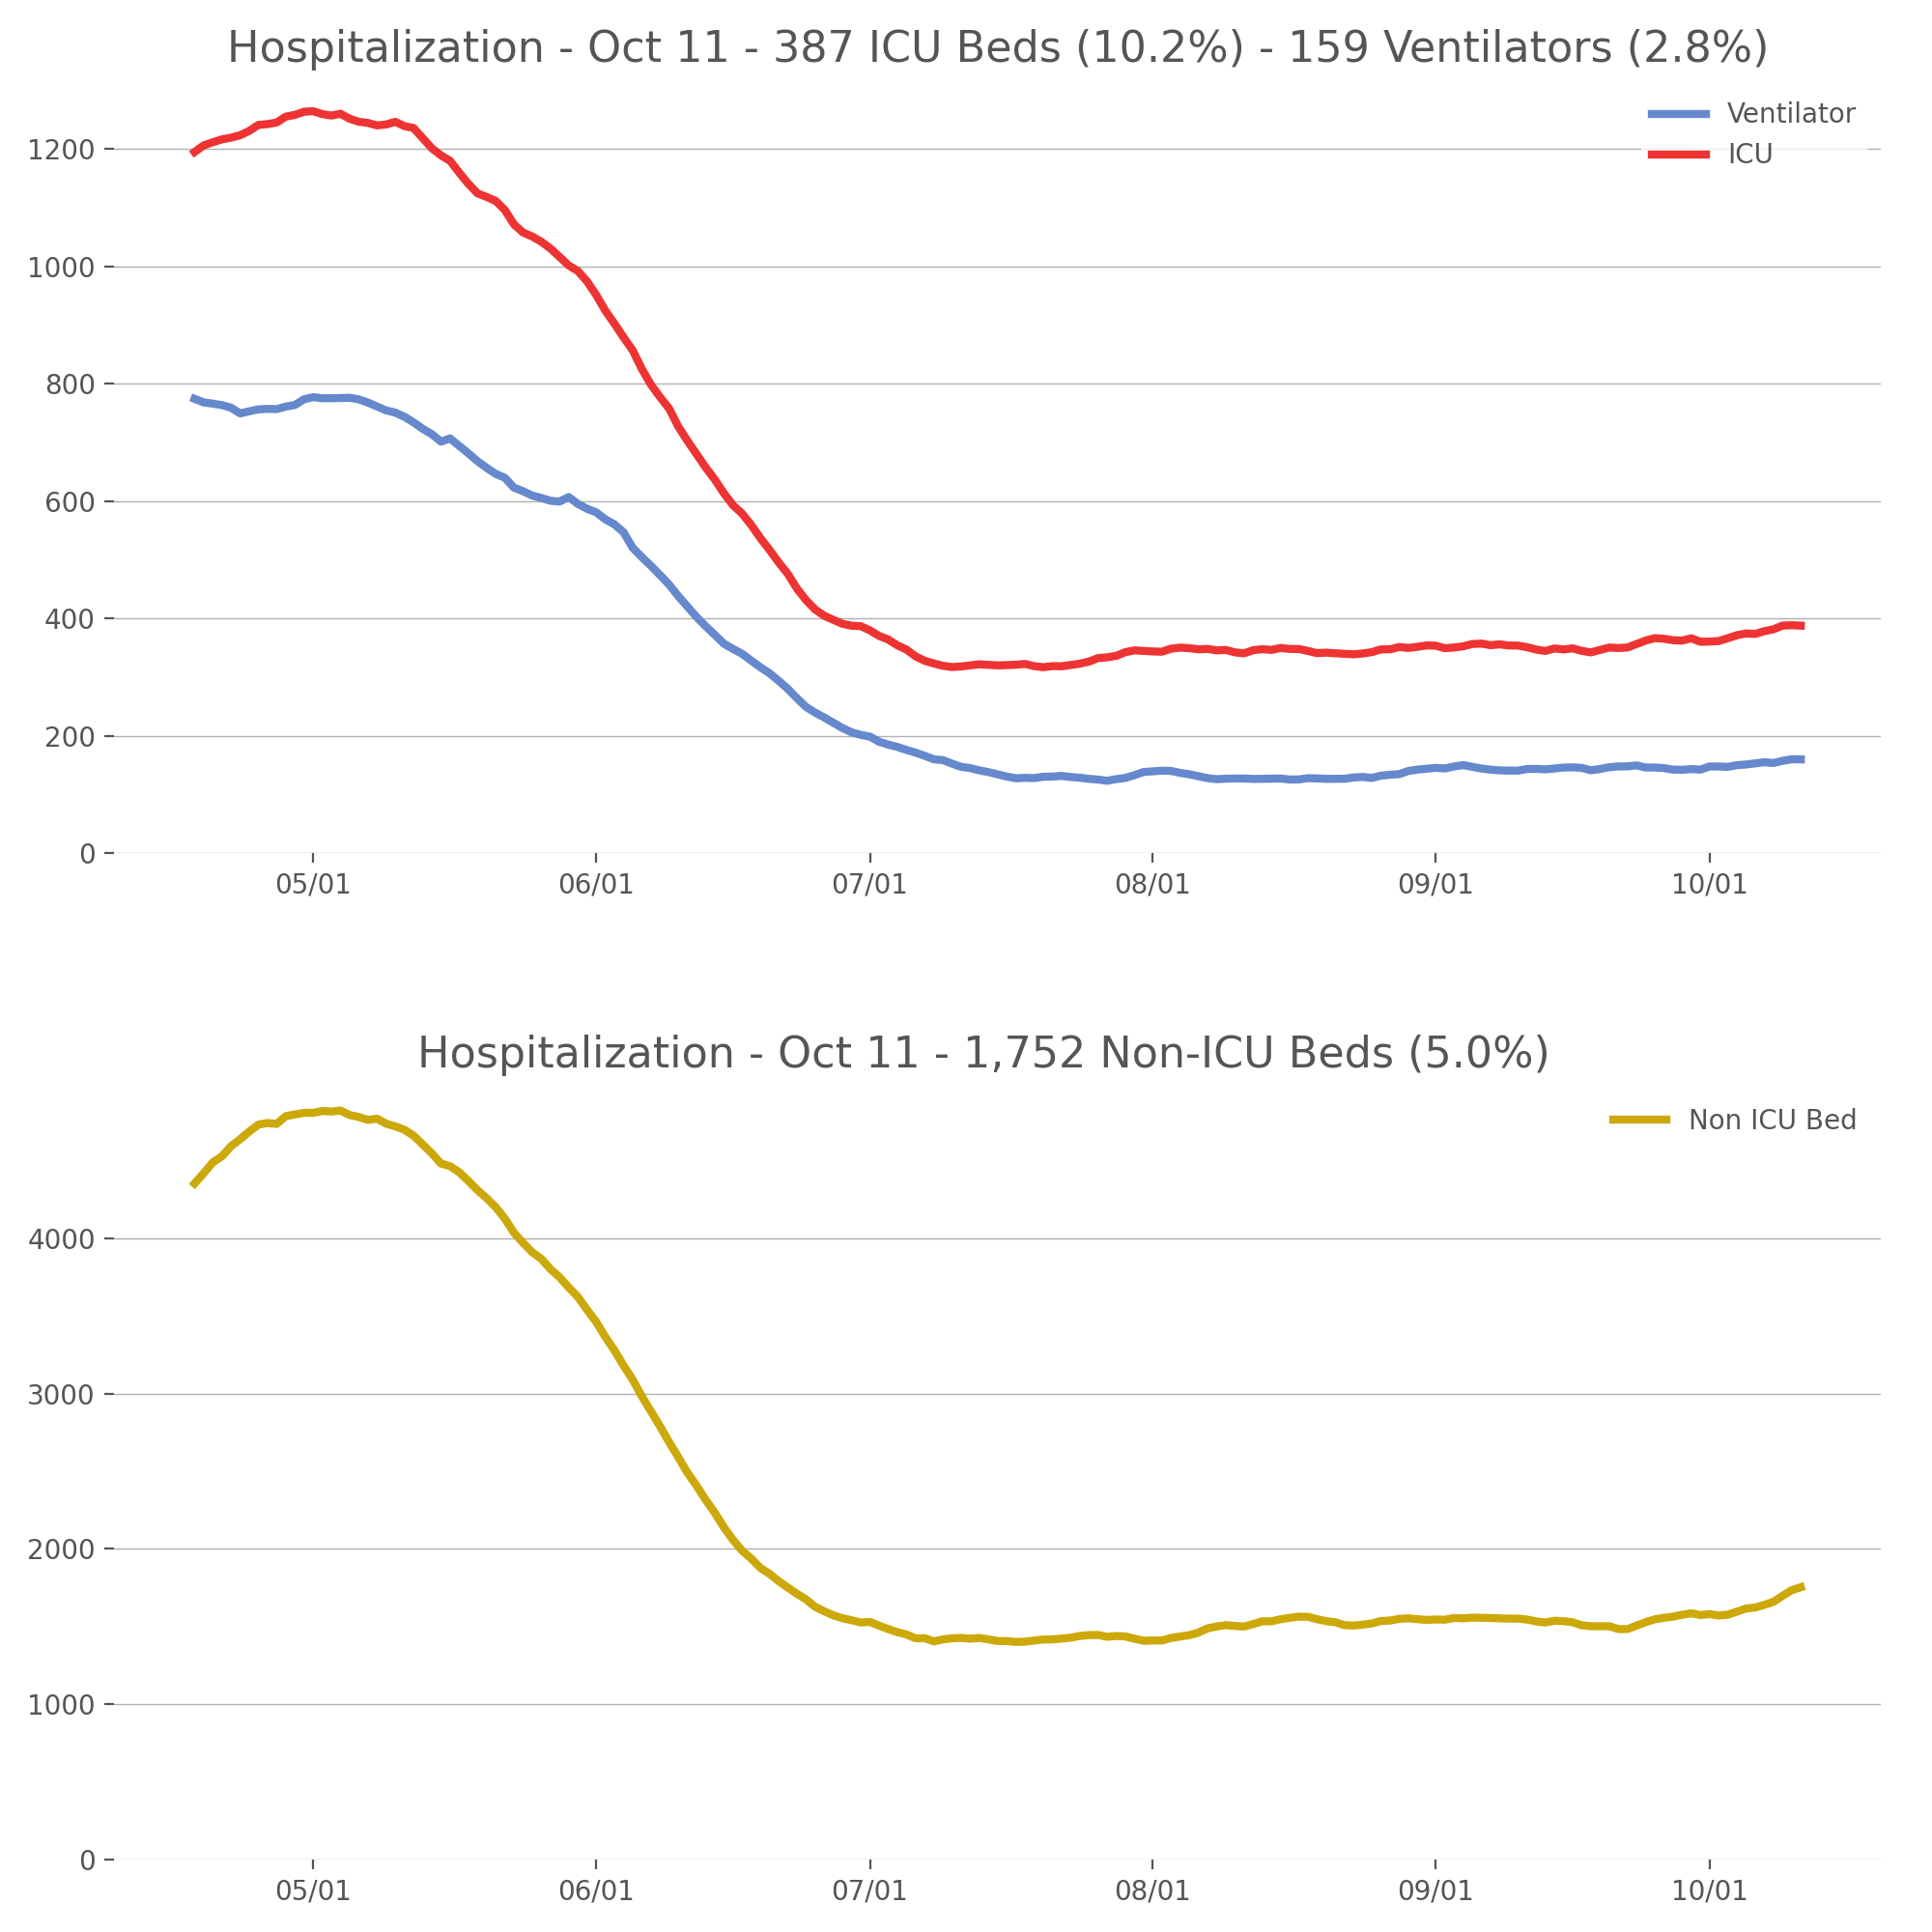 Hospitalization - Oct 11 - 387 ICU Beds (10.2%) - 159 Ventilators (2.8%)
Ventilator
ICU
1200
1000
800
600
400
200
0
05/01 06/01 07/01 08/01 09/01 10/01
Hospitalization - Oct 11 - 1,752 Non-ICU Beds (5.0%)
Non ICU Bed
4000
3000
2000
1000
0
05/01 06/01 07/01 08/01 09/01 10/01